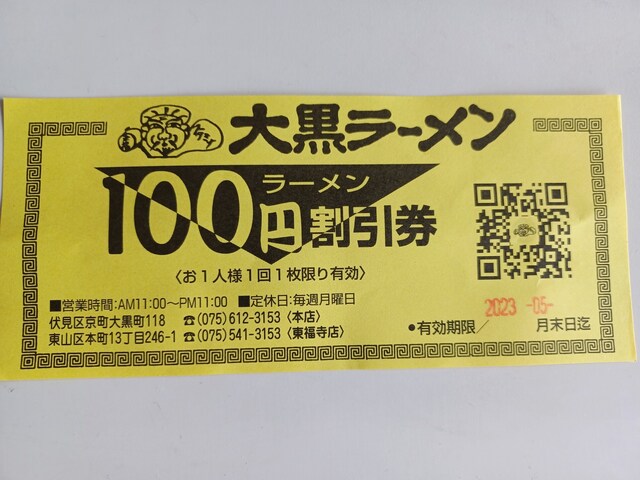 大黒ラーメン
ラーメン
100円割引券
〈お1人様1回1枚限り有効〉
■営業時間:AM11:00〜PM11:00 ■定休日:毎週月曜日
伏見区京町大黒町118 ☎(075)612-3153〈本店〉
東山区本町13丁目246-1 ☎(075)541-3153〈東福寺店〉
2023 -05-
●有効期限／ 月末日迄